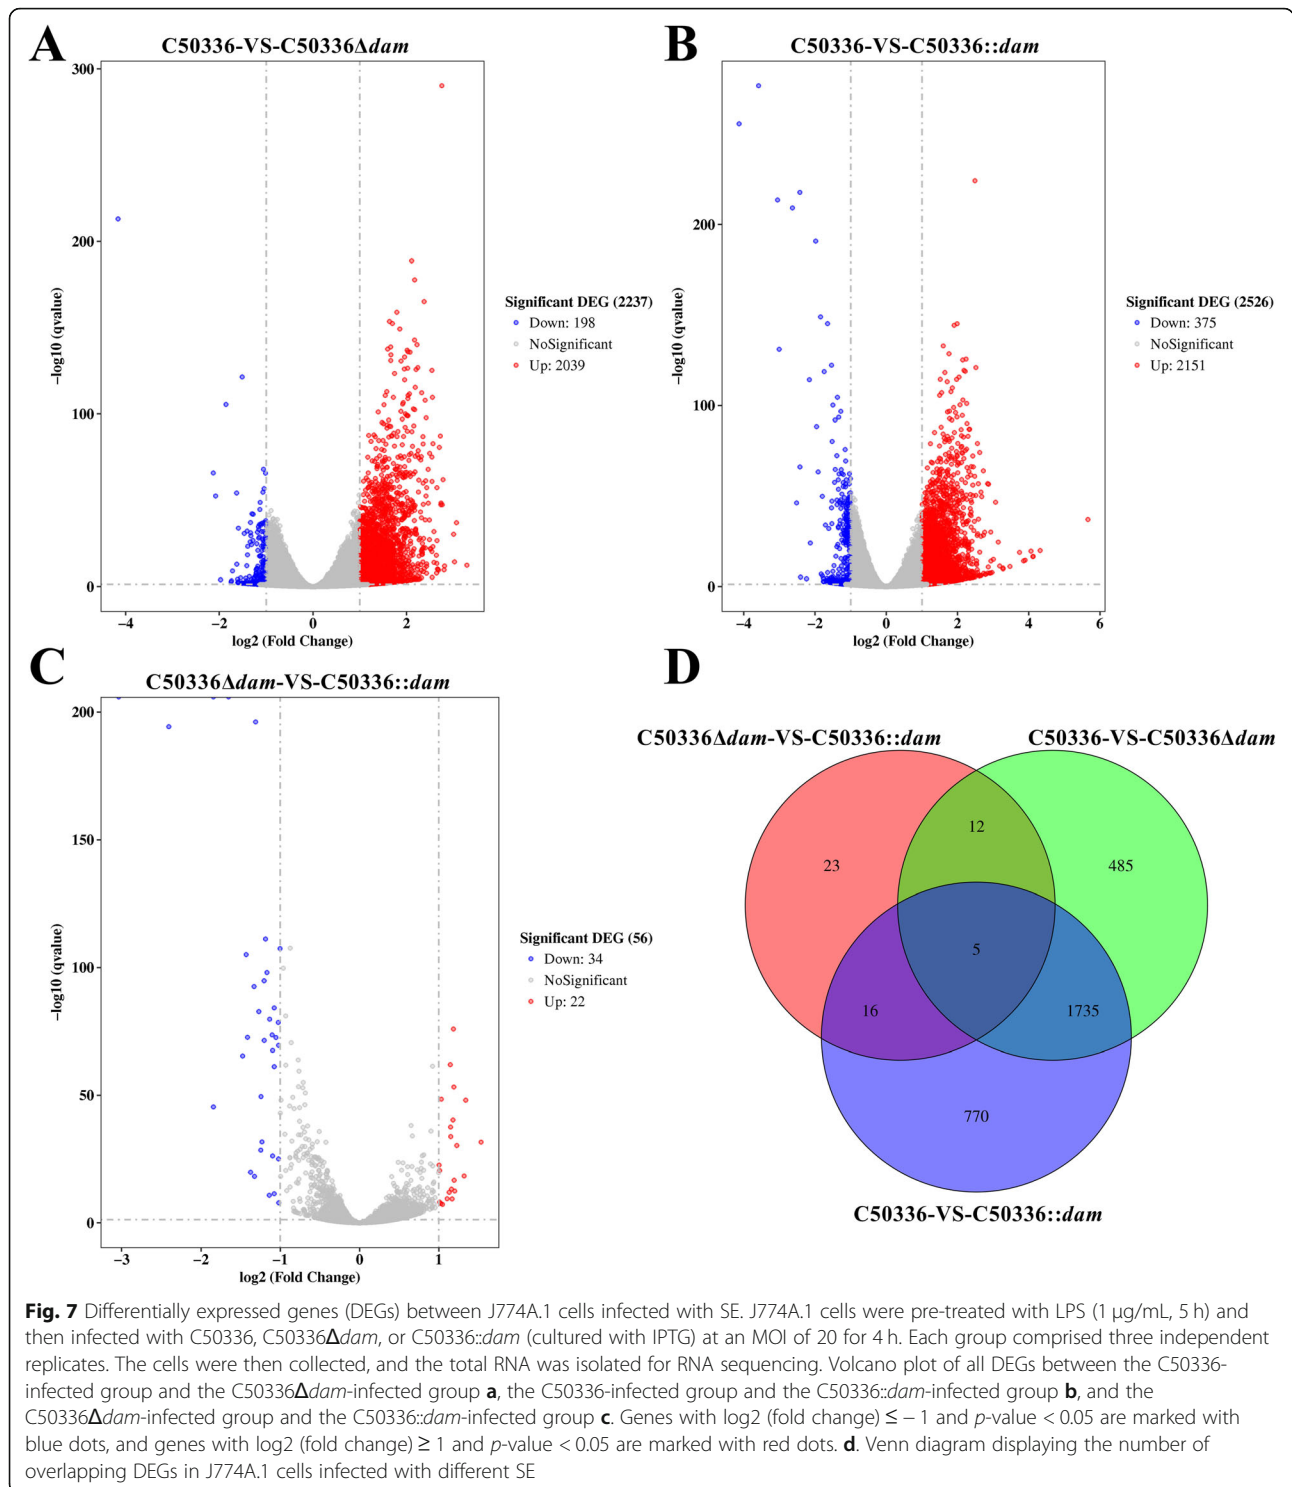 A
C50336-VS-C50336Δdam
300
200
100
0
−log10 (qvalue)
−4
−2
0
2
log2 (Fold Change)
Significant DEG (2237)
Down: 198
NoSignificant
Up: 2039
B
C50336-VS-C50336::dam
200
100
0
−log10 (qvalue)
−4
−2
0
2
4
6
log2 (Fold Change)
Significant DEG (2526)
Down: 375
NoSignificant
Up: 2151
C
C50336Δdam-VS-C50336::dam
200
150
100
50
0
−log10 (qvalue)
−3
−2
−1
0
1
log2 (Fold Change)
Significant DEG (56)
Down: 34
NoSignificant
Up: 22
D
C50336Δdam-VS-C50336::dam
C50336-VS-C50336Δdam
12
23
485
5
16
1735
770
C50336-VS-C50336::dam
Fig. 7 Differentially expressed genes (DEGs) between J774A.1 cells infected with SE. J774A.1 cells were pre-treated with LPS (1 μg/mL, 5 h) and
then infected with C50336, C50336Δdam, or C50336::dam (cultured with IPTG) at an MOI of 20 for 4 h. Each group comprised three independent
replicates. The cells were then collected, and the total RNA was isolated for RNA sequencing. Volcano plot of all DEGs between the C50336-
infected group and the C50336Δdam-infected group a, the C50336-infected group and the C50336::dam-infected group b, and the
C50336Δdam-infected group and the C50336::dam-infected group c. Genes with log2 (fold change) ≤ − 1 and p-value < 0.05 are marked with
blue dots, and genes with log2 (fold change) ≥ 1 and p-value < 0.05 are marked with red dots. d. Venn diagram displaying the number of
overlapping DEGs in J774A.1 cells infected with different SE